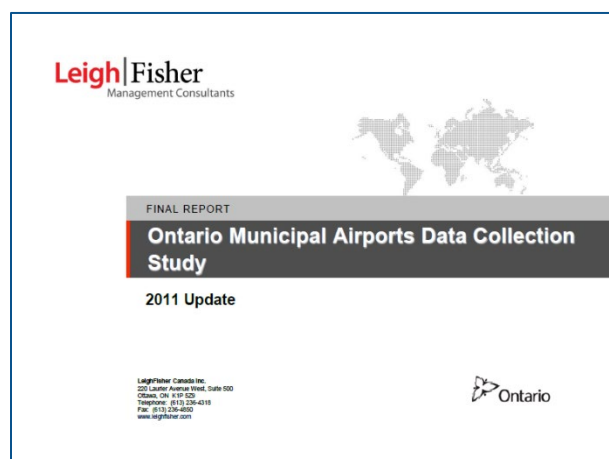 Leigh|Fisher
Management Consultants
FINAL REPORT
Ontario Municipal Airports Data Collection
Study
2011 Update
LeighFisher Canada Inc.
220 Laurier Avenue West, Suite 500
Ottawa, ON K1P 5Z9
Telephone: (613) 236-4318
Fax: (613) 236-4850
www.leighfisher.com
Ontario